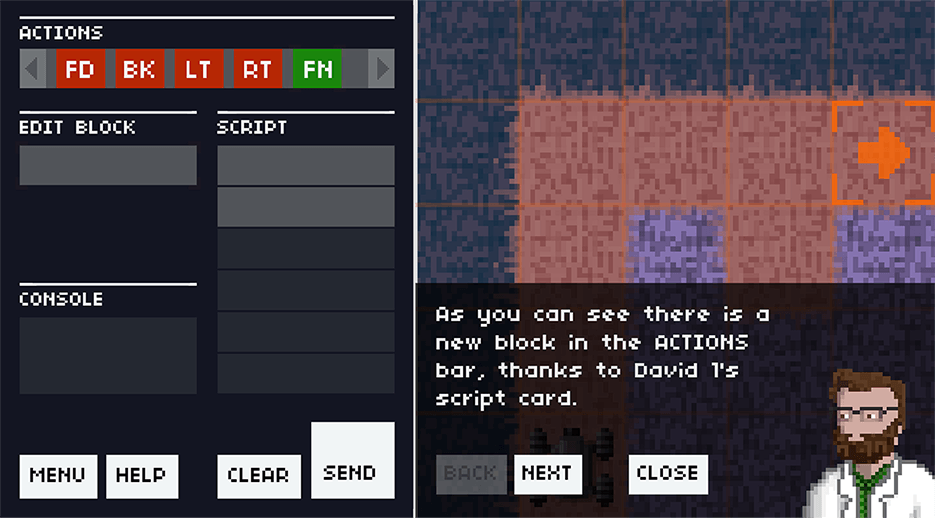 ACTIONS
FD BK LT RT FN
EDIT BLOCK
SCRIPT
CONSOLE
MENU
HELP
CLEAR
SEND
As you can see there is a
new block in the ACTIONS
bar, thanks to David 1's
script card.
BACK
NEXT
CLOSE